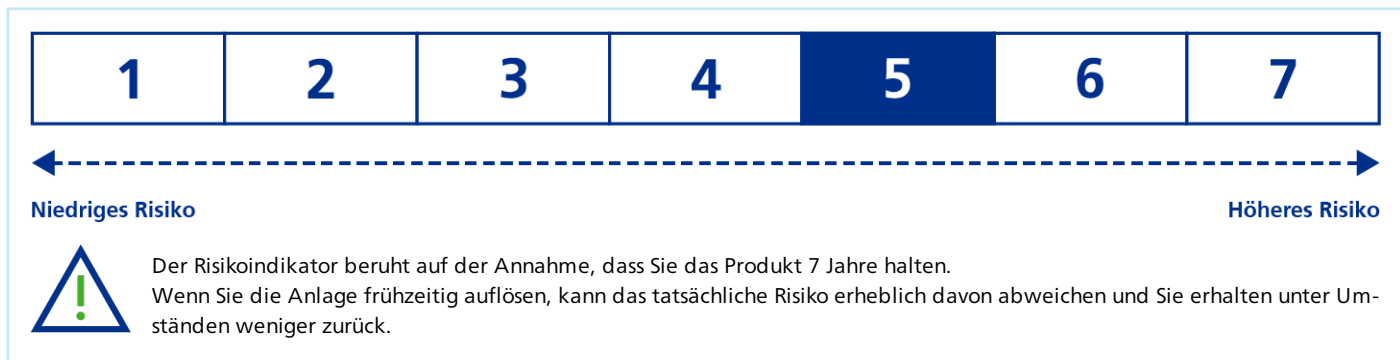 1 2 3 4 5 6 7
Niedriges Risiko Höheres Risiko
Der Risikoindikator beruht auf der Annahme, dass Sie das Produkt 7 Jahre halten.
Wenn Sie die Anlage frühzeitig auflösen, kann das tatsächliche Risiko erheblich davon abweichen und Sie erhalten unter Um-
ständen weniger zurück.